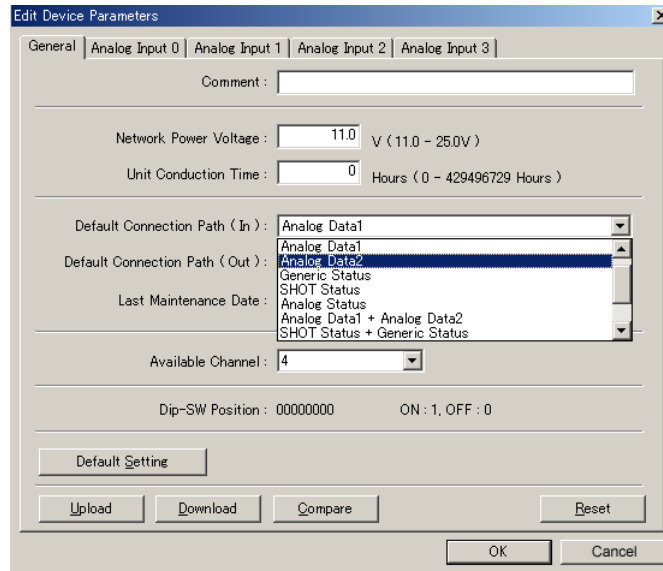 Edit Device Parameters
General Analog Input 0 Analog Input 1 Analog Input 2 Analog Input 3
Comment :
Network Power Voltage : 11.0 V ( 11.0 - 25.0V )
Unit Conduction Time : 0 Hours ( 0 - 429496729 Hours )
Default Connection Path ( In ) : Analog Data1
Analog Data1
Default Connection Path ( Out ) : Analog Data2
Generic Status
SHOT Status
Last Maintenance Date : Analog Status
Analog Data1 + Analog Data2
SHOT Status + Generic Status
Available Channel : 4
Dip-SW Position : 00000000 ON : 1, OFF : 0
Default Setting
Upload Download Compare Reset
OK Cancel